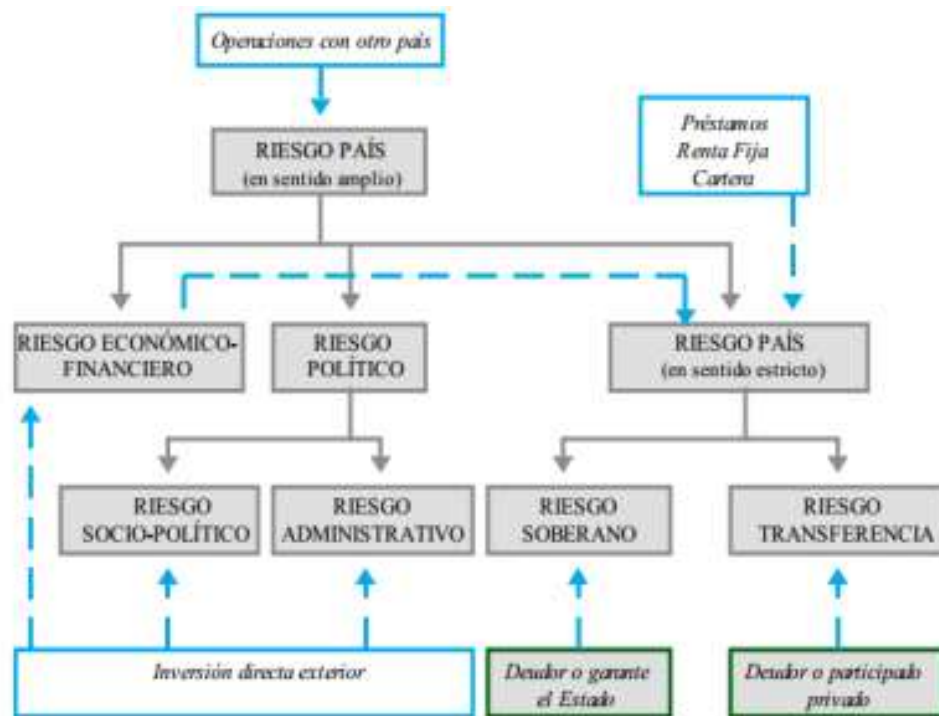 Operaciones con otro país
RIESGO PAÍS
(en sentido amplio)
Préstamos
Renta Fija
Cartera
RIESGO ECONÓMICO-
FINANCIERO
RIESGO
POLÍTICO
RIESGO PAÍS
(en sentido estricto)
RIESGO
SOCIO-POLÍTICO
RIESGO
ADMINISTRATIVO
RIESGO
SOBERANO
RIESGO
TRANSFERENCIA
Inversión directa exterior
Deudor o garante
el Estado
Deudor o participado
privado